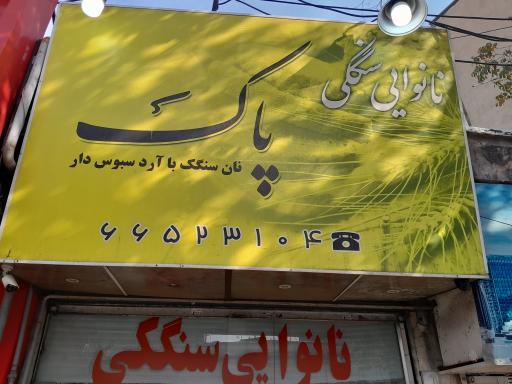 نانوایی سنگکی
پاک
نان سنگک با آرد سبوس دار
۶۶۵۲۳۱۰۴
نانوایی سنگکی